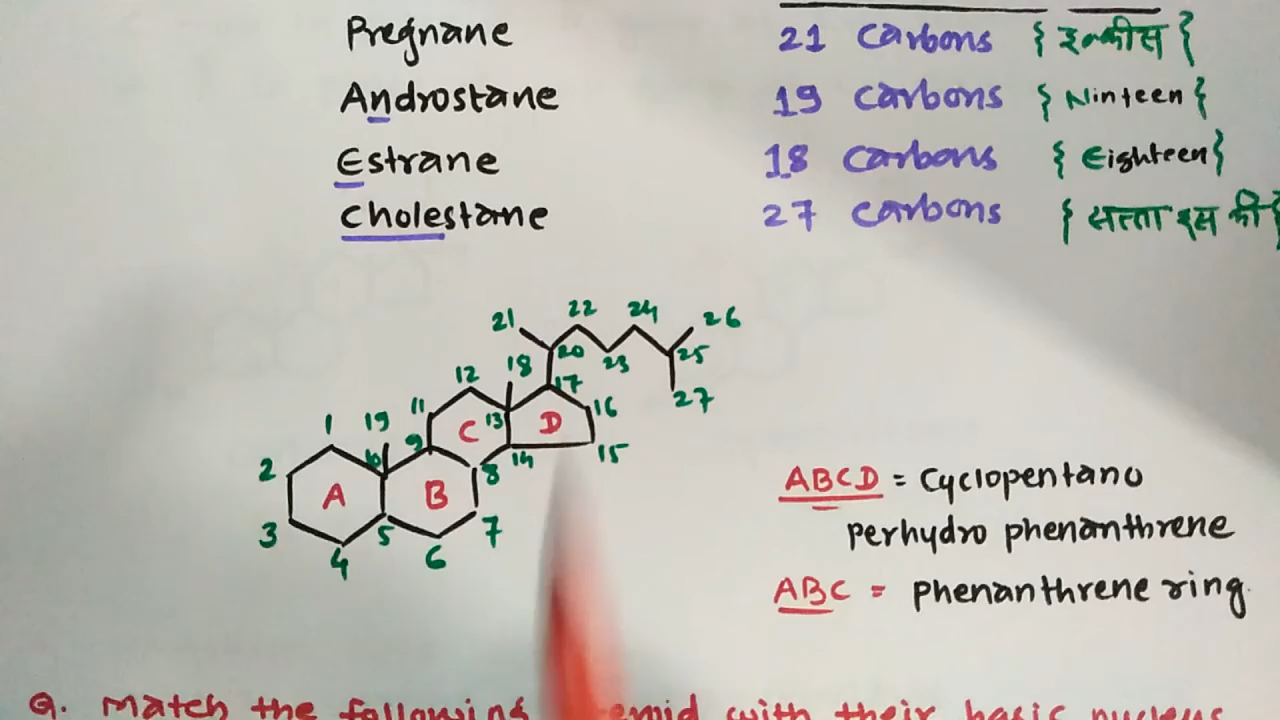 Pregnane 21 Carbons { इक्कीस }
Androstane 19 Carbons { Ninteen }
Estrane 18 Carbons { Eighteen }
Cholestane 27 Carbons { सत्ता इस की }
21 22 24 26
20 23 25
12 18 17 27
1 19 11 13 16
C D
2 10 9 14 15
8
A B
3 5 7
4 6
ABCD = Cyclopentano
perhydro phenanthrene
ABC = phenanthrene ring.
Q. Match the following with their basic nucleus